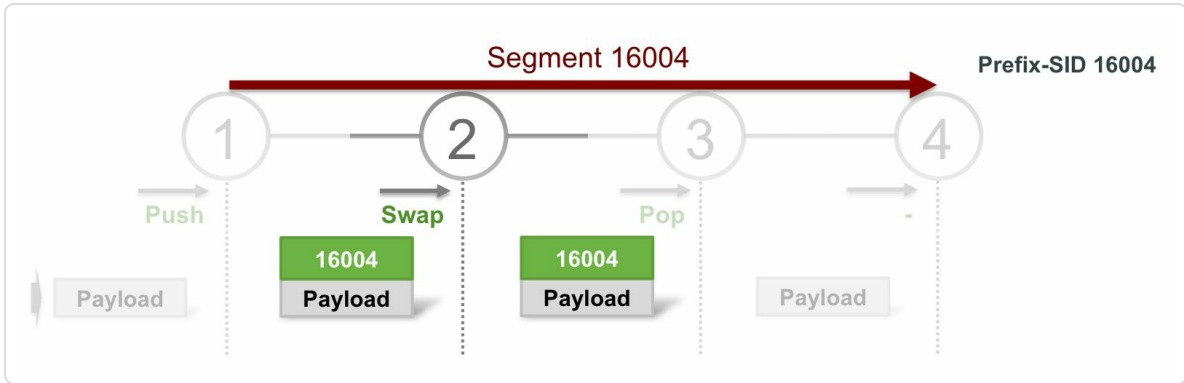 Segment 16004
Prefix-SID 16004
1
2
3
4
Push
Swap
Pop
-
16004
16004
Payload
Payload
Payload
Payload